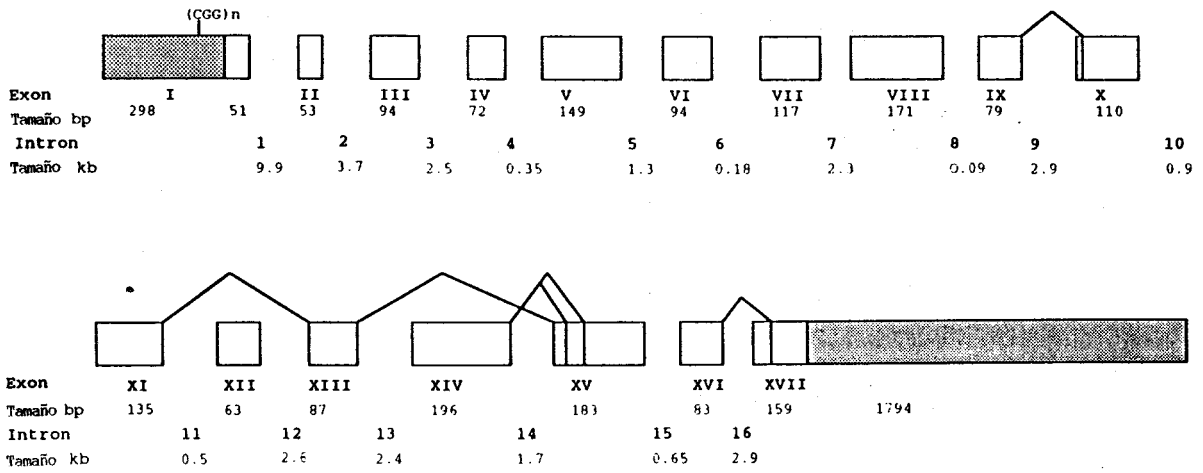 (CGG)n
Exon I II III IV V VI VII VIII IX X
Tamaño bp 298 51 53 94 72 149 94 117 171 79 110
Intron 1 2 3 4 5 6 7 8 9 10
Tamaño kb 9.9 3.7 2.5 0.35 1.3 0.18 2.3 0.09 2.9 0.9
Exon XI XII XIII XIV XV XVI XVII
Tamaño bp 135 63 87 196 183 83 159 1794
Intron 11 12 13 14 15 16
Tamaño kb 0.5 2.6 2.4 1.7 0.65 2.9